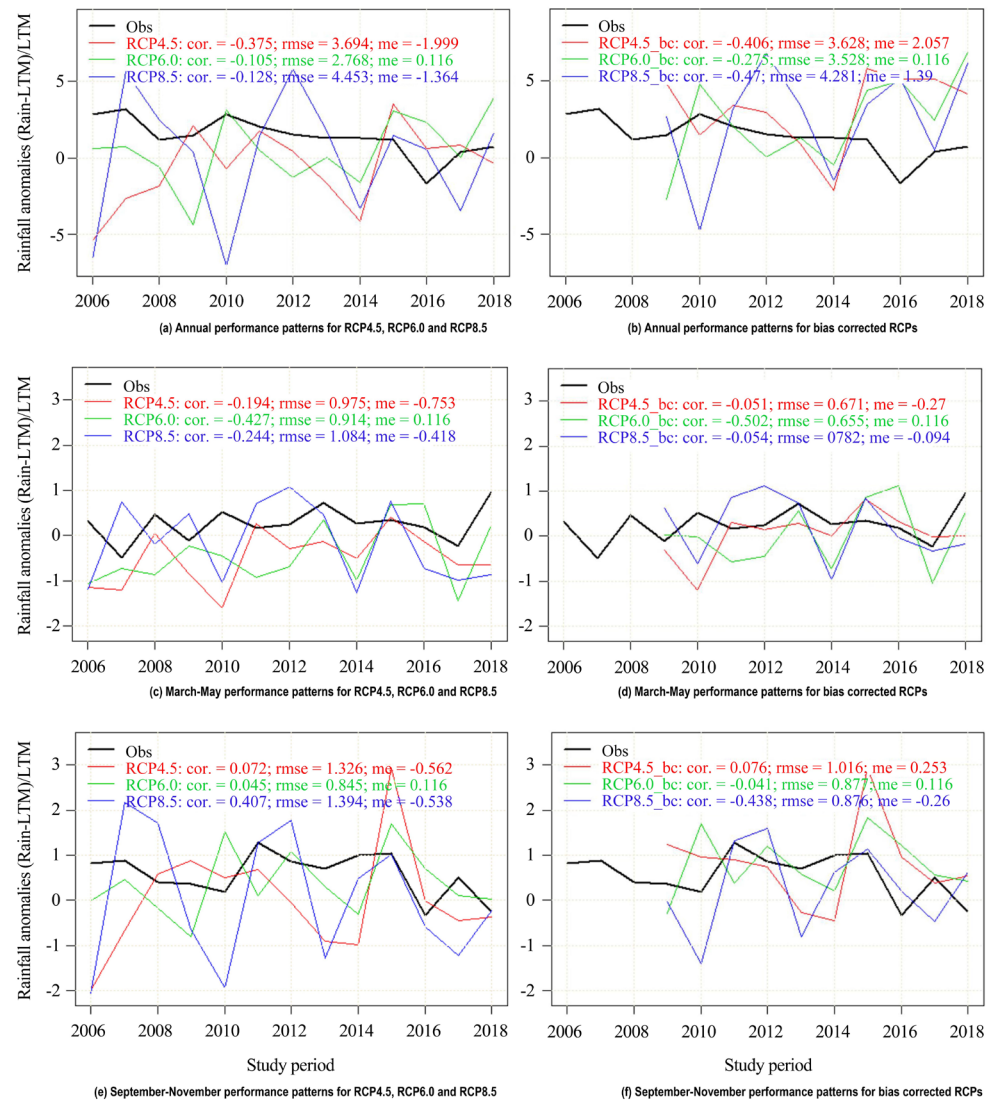 Obs
RCP4.5: cor. = -0.375; rmse = 3.694; me = -1.999
RCP6.0: cor. = -0.105; rmse = 2.768; me = 0.116
RCP8.5: cor. = -0.128; rmse = 4.453; me = -1.364
Rainfall anomalies (Rain-LTM)/LTM
5
0
-5
2006 2008 2010 2012 2014 2016 2018
(a) Annual performance patterns for RCP4.5, RCP6.0 and RCP8.5
Obs
RCP4.5_bc: cor. = -0.406; rmse = 3.628; me = 2.057
RCP6.0_bc: cor. = -0.275; rmse = 3.528; me = 0.116
RCP8.5_bc: cor. = -0.47; rmse = 4.281; me = 1.39
5
0
-5
2006 2008 2010 2012 2014 2016 2018
(b) Annual performance patterns for bias corrected RCPs
Obs
RCP4.5: cor. = -0.194; rmse = 0.975; me = -0.753
RCP6.0: cor. = -0.427; rmse = 0.914; me = 0.116
RCP8.5: cor. = -0.244; rmse = 1.084; me = -0.418
Rainfall anomalies (Rain-LTM)/LTM
3
2
1
0
-1
-2
2006 2008 2010 2012 2014 2016 2018
(c) March-May performance patterns for RCP4.5, RCP6.0 and RCP8.5
Obs
RCP4.5_bc: cor. = -0.051; rmse = 0.671; me = -0.27
RCP6.0_bc: cor. = -0.502; rmse = 0.655; me = 0.116
RCP8.5_bc: cor. = -0.054; rmse = 0782; me = -0.094
3
2
1
0
-1
-2
2006 2008 2010 2012 2014 2016 2018
(d) March-May performance patterns for bias corrected RCPs
Obs
RCP4.5: cor. = 0.072; rmse = 1.326; me = -0.562
RCP6.0: cor. = 0.045; rmse = 0.845; me = 0.116
RCP8.5: cor. = 0.407; rmse = 1.394; me = -0.538
Rainfall anomalies (Rain-LTM)/LTM
3
2
1
0
-1
-2
2006 2008 2010 2012 2014 2016 2018
Study period
(e) September-November performance patterns for RCP4.5, RCP6.0 and RCP8.5
Obs
RCP4.5_bc: cor. = 0.076; rmse = 1.016; me = 0.253
RCP6.0_bc: cor. = -0.041; rmse = 0.877; me = 0.116
RCP8.5_bc: cor. = -0.438; rmse = 0.876; me = -0.26
3
2
1
0
-1
-2
2006 2008 2010 2012 2014 2016 2018
Study period
(f) September-November performance patterns for bias corrected RCPs